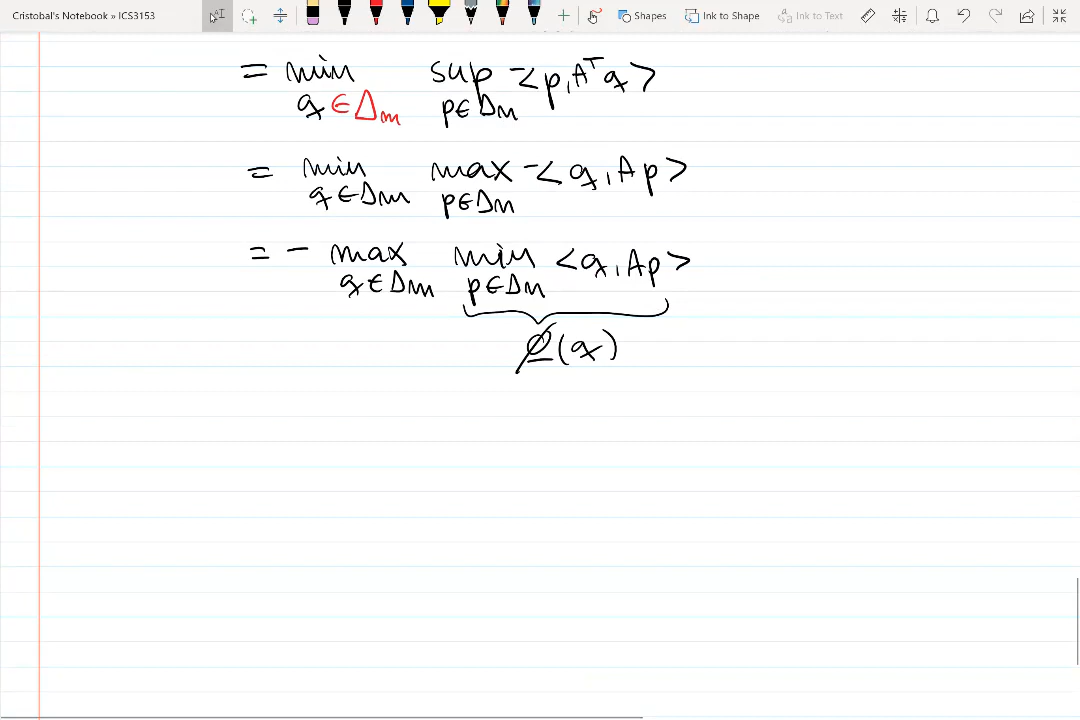 Cristobal's Notebook » ICS3153
Shapes Ink to Shape Ink to Text
= min sup -<p, Aᵀq>
q ∈ Δm p ∈ Δn
= min max -<q, Ap>
q ∈ Δm p ∈ Δn
= - max min <q, Ap>
q ∈ Δm p ∈ Δn
(q)